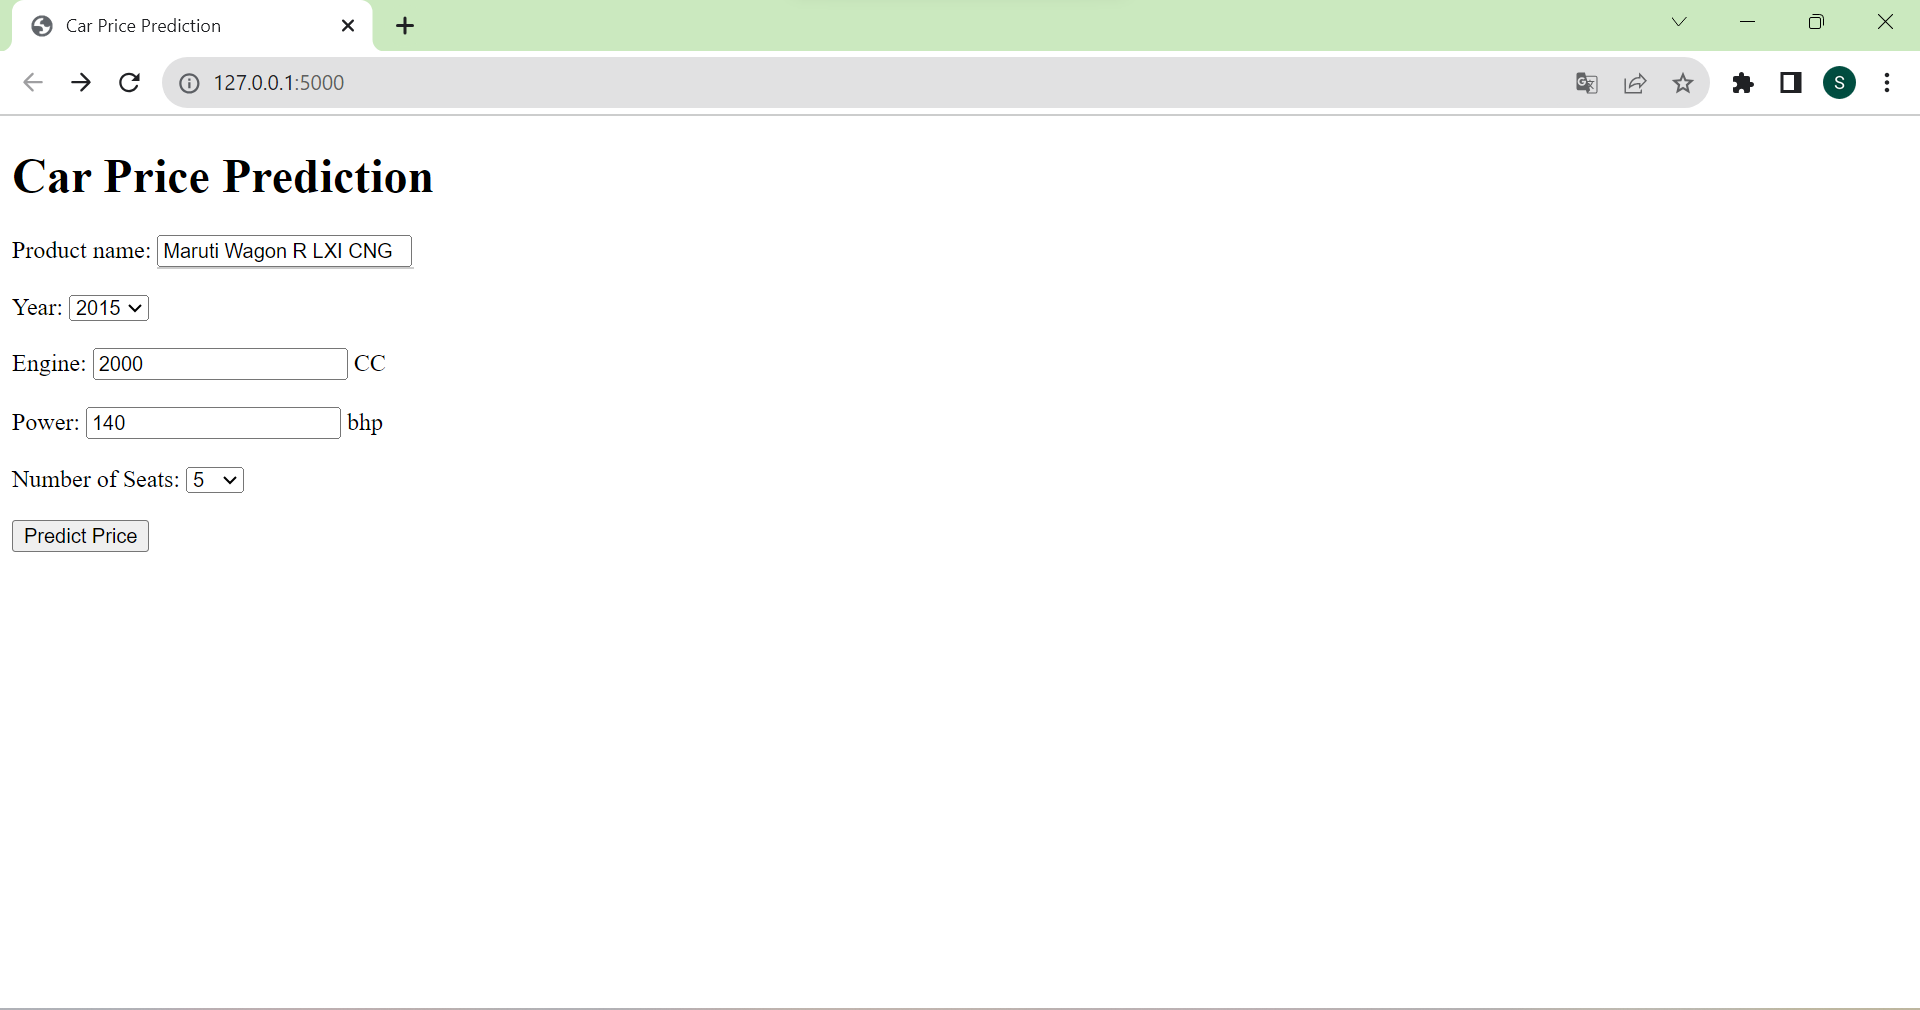 Car Price Prediction
127.0.0.1:5000
S
Car Price Prediction
Product name: Maruti Wagon R LXI CNG
Year: 2015
Engine: 2000 CC
Power: 140 bhp
Number of Seats: 5
Predict Price